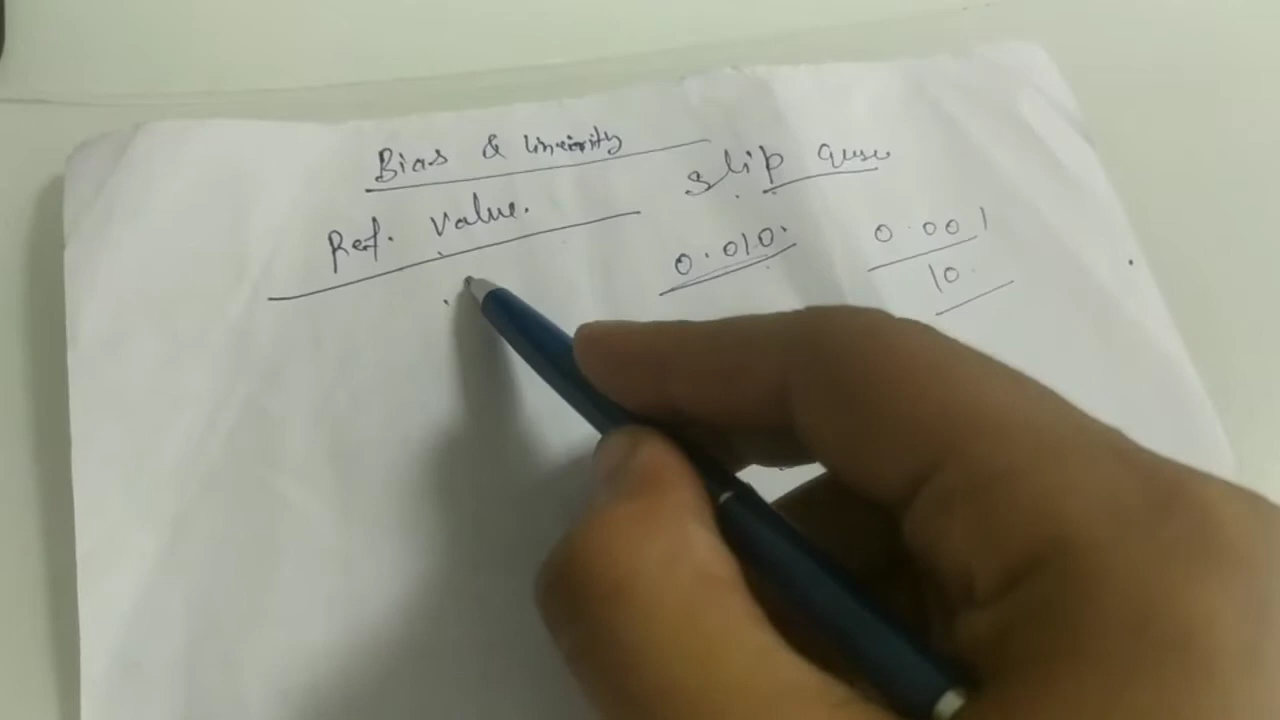 Bias & linearity
slip
Ref. value.
0.010.
0.001
10.